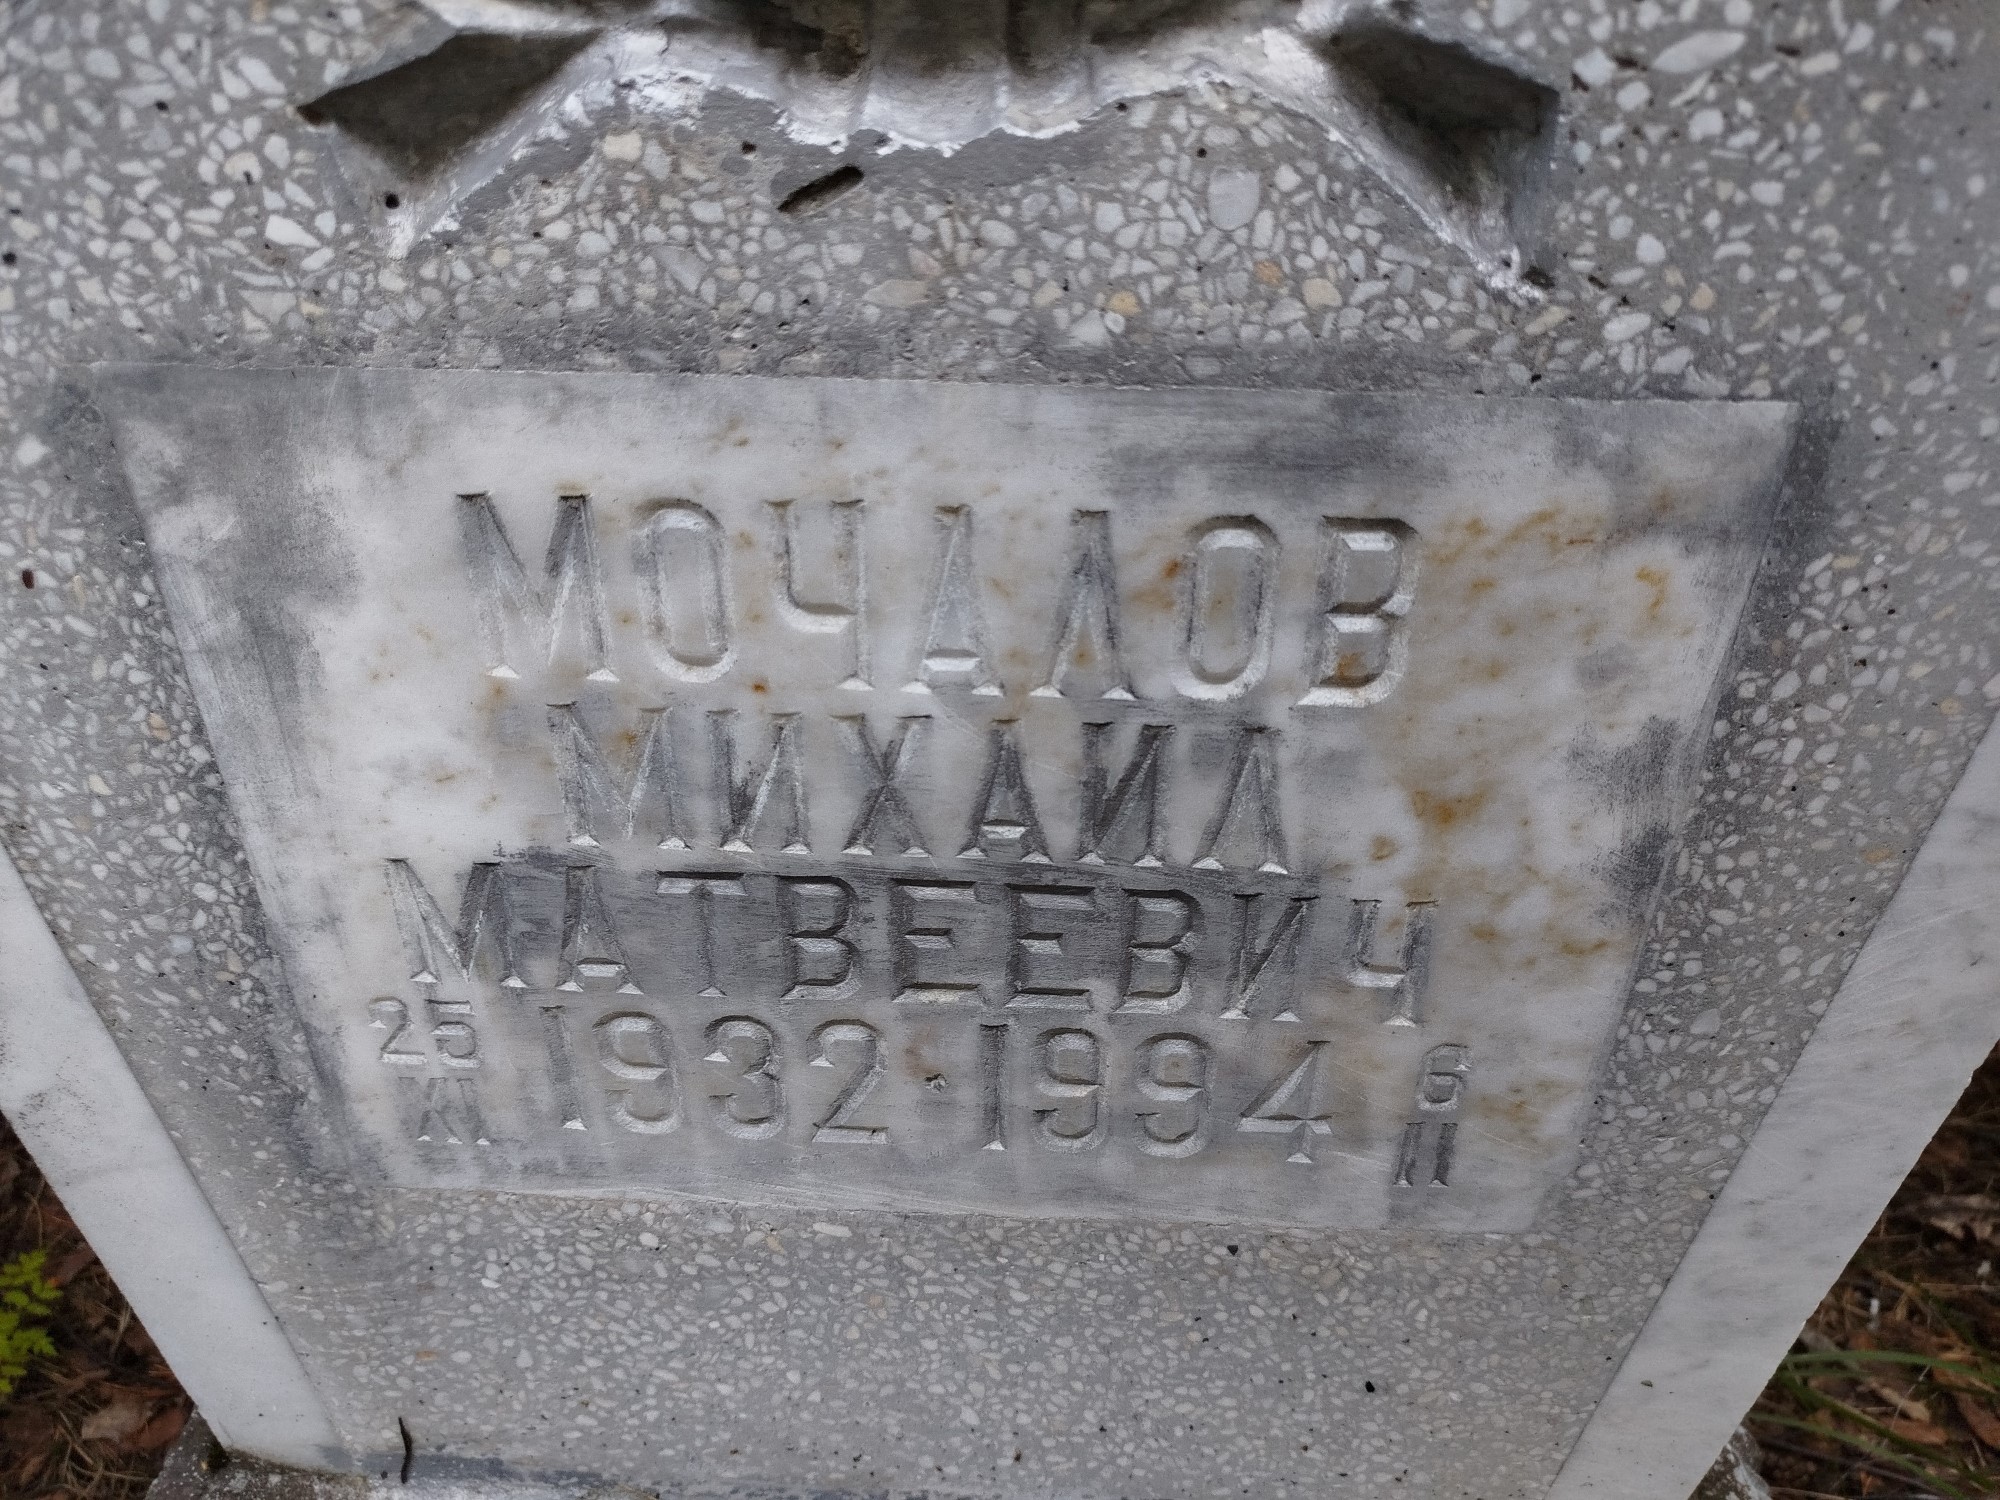 МОЧАЛОВ
МИХАИЛ
МАТВЕЕВИЧ
25 XI 1932 · 1994 6 II